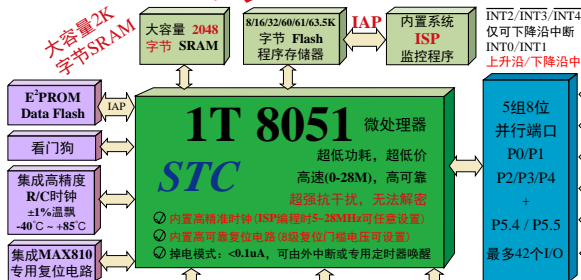 大容量2K
字节SRAM
大容量 2048
字节 SRAM
8/16/32/60/61/63.5K
字节 Flash
程序存储器
IAP
内置系统
ISP
监控程序
INT2/INT3/INT4
仅可下降沿中断
INT0/INT1
上升沿/下降沿中
E²PROM
Data Flash
IAP
看门狗
集成高精度
R/C时钟
±1%温飘
-40℃ ~ +85℃
集成MAX810
专用复位电路
1T 8051 微处理器
STC
超低功耗，超低价
高速(0-28M)，高可靠
超强抗干扰，无法解密
内置高精准时钟(ISP编程时5~28MHz可任意设置)
内置高可靠复位电路(8级复位门槛电压可设置)
掉电模式：<0.1uA，可由外中断或专用定时器唤醒
5组8位
并行端口
P0/P1
P2/P3/P4
+
P5.4 / P5.5
最多42个I/O